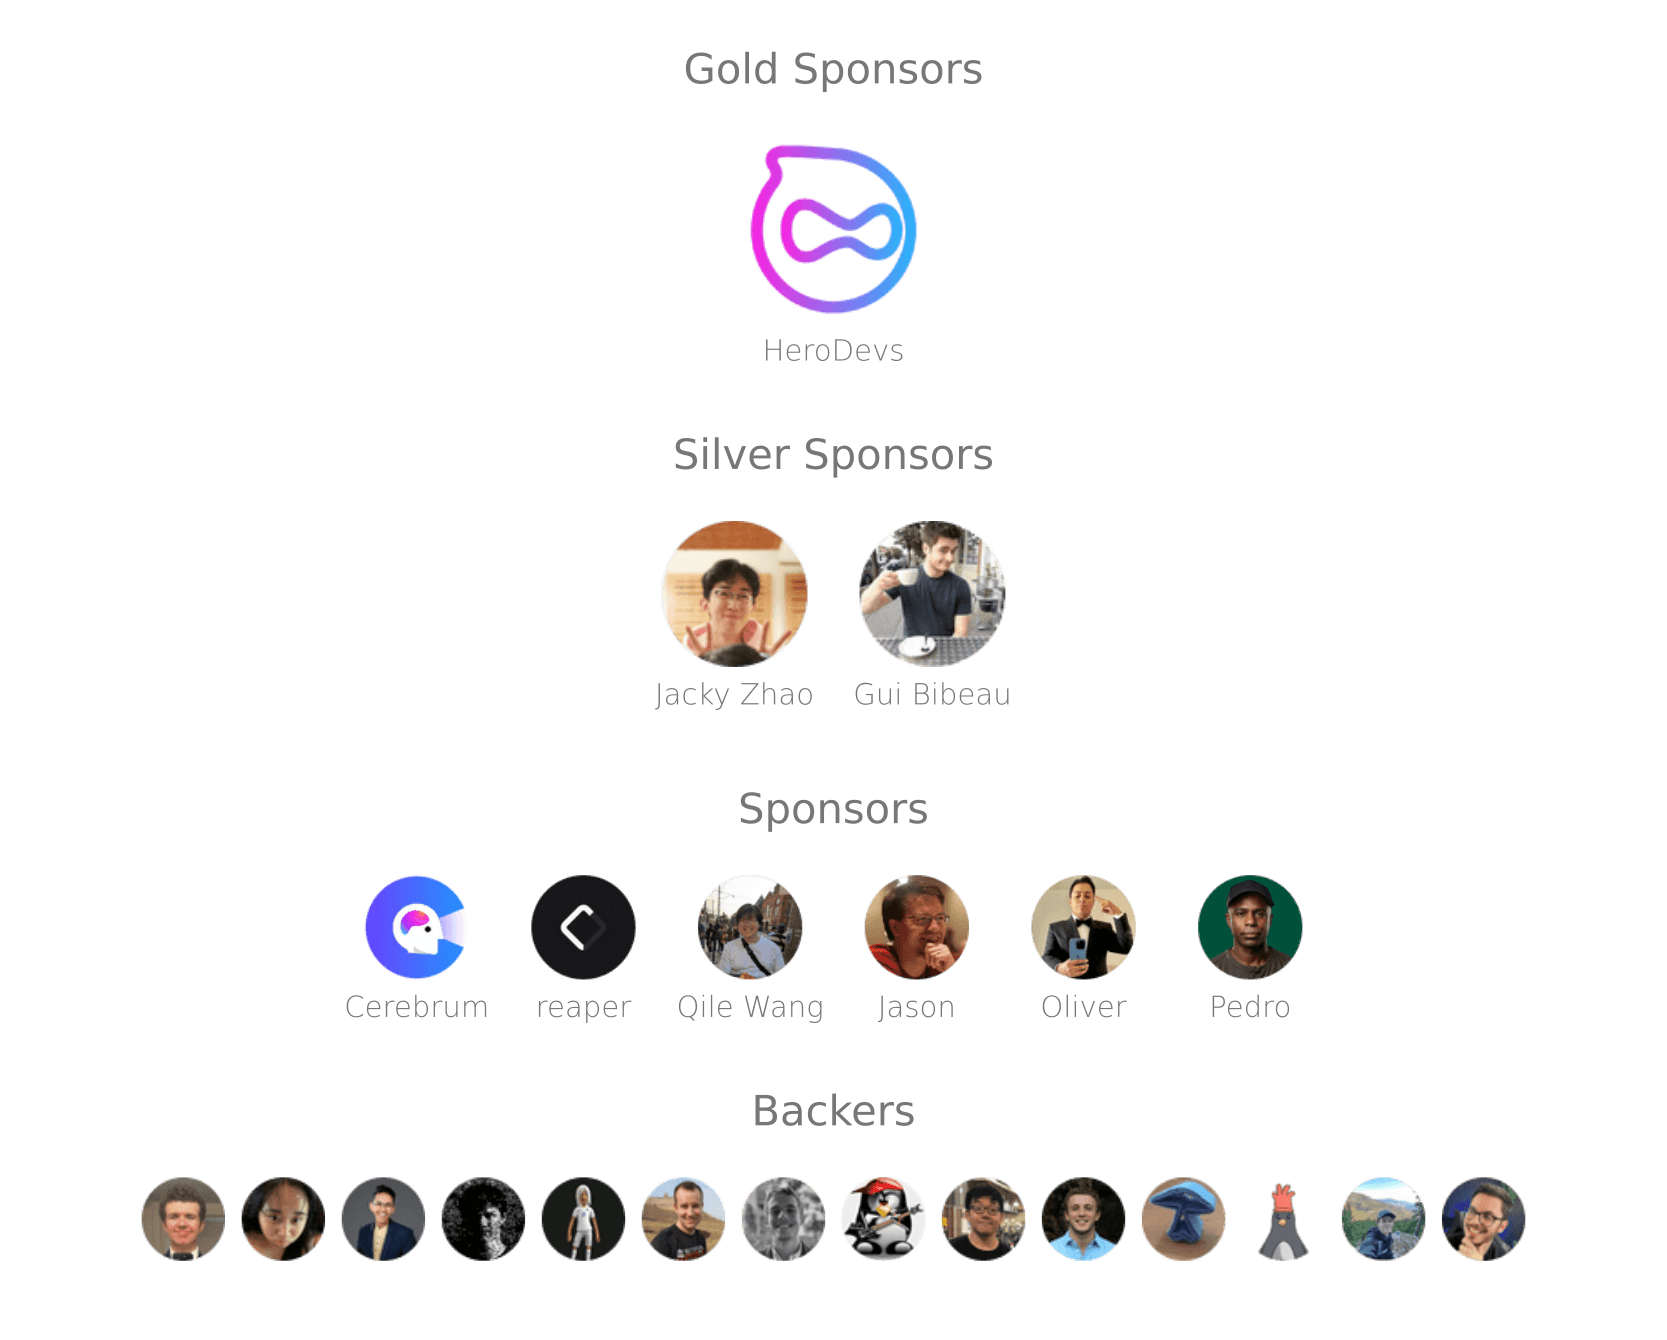 Gold Sponsors
HeroDevs
Silver Sponsors
Jacky Zhao Gui Bibeau
Sponsors
Cerebrum reaper Qile Wang Jason Oliver Pedro
Backers